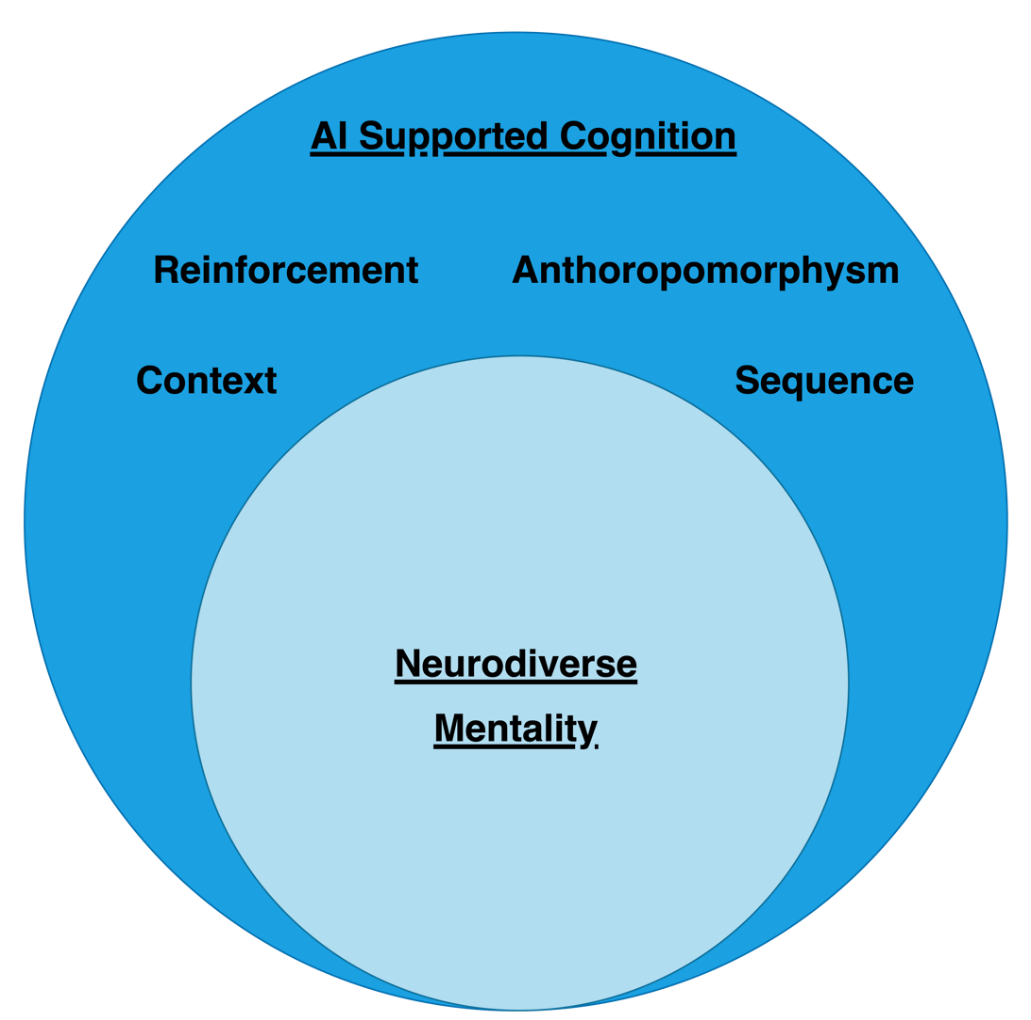 AI Supported Cognition
Reinforcement Anthoropomorphysm
Context Sequence
Neurodiverse
Mentality